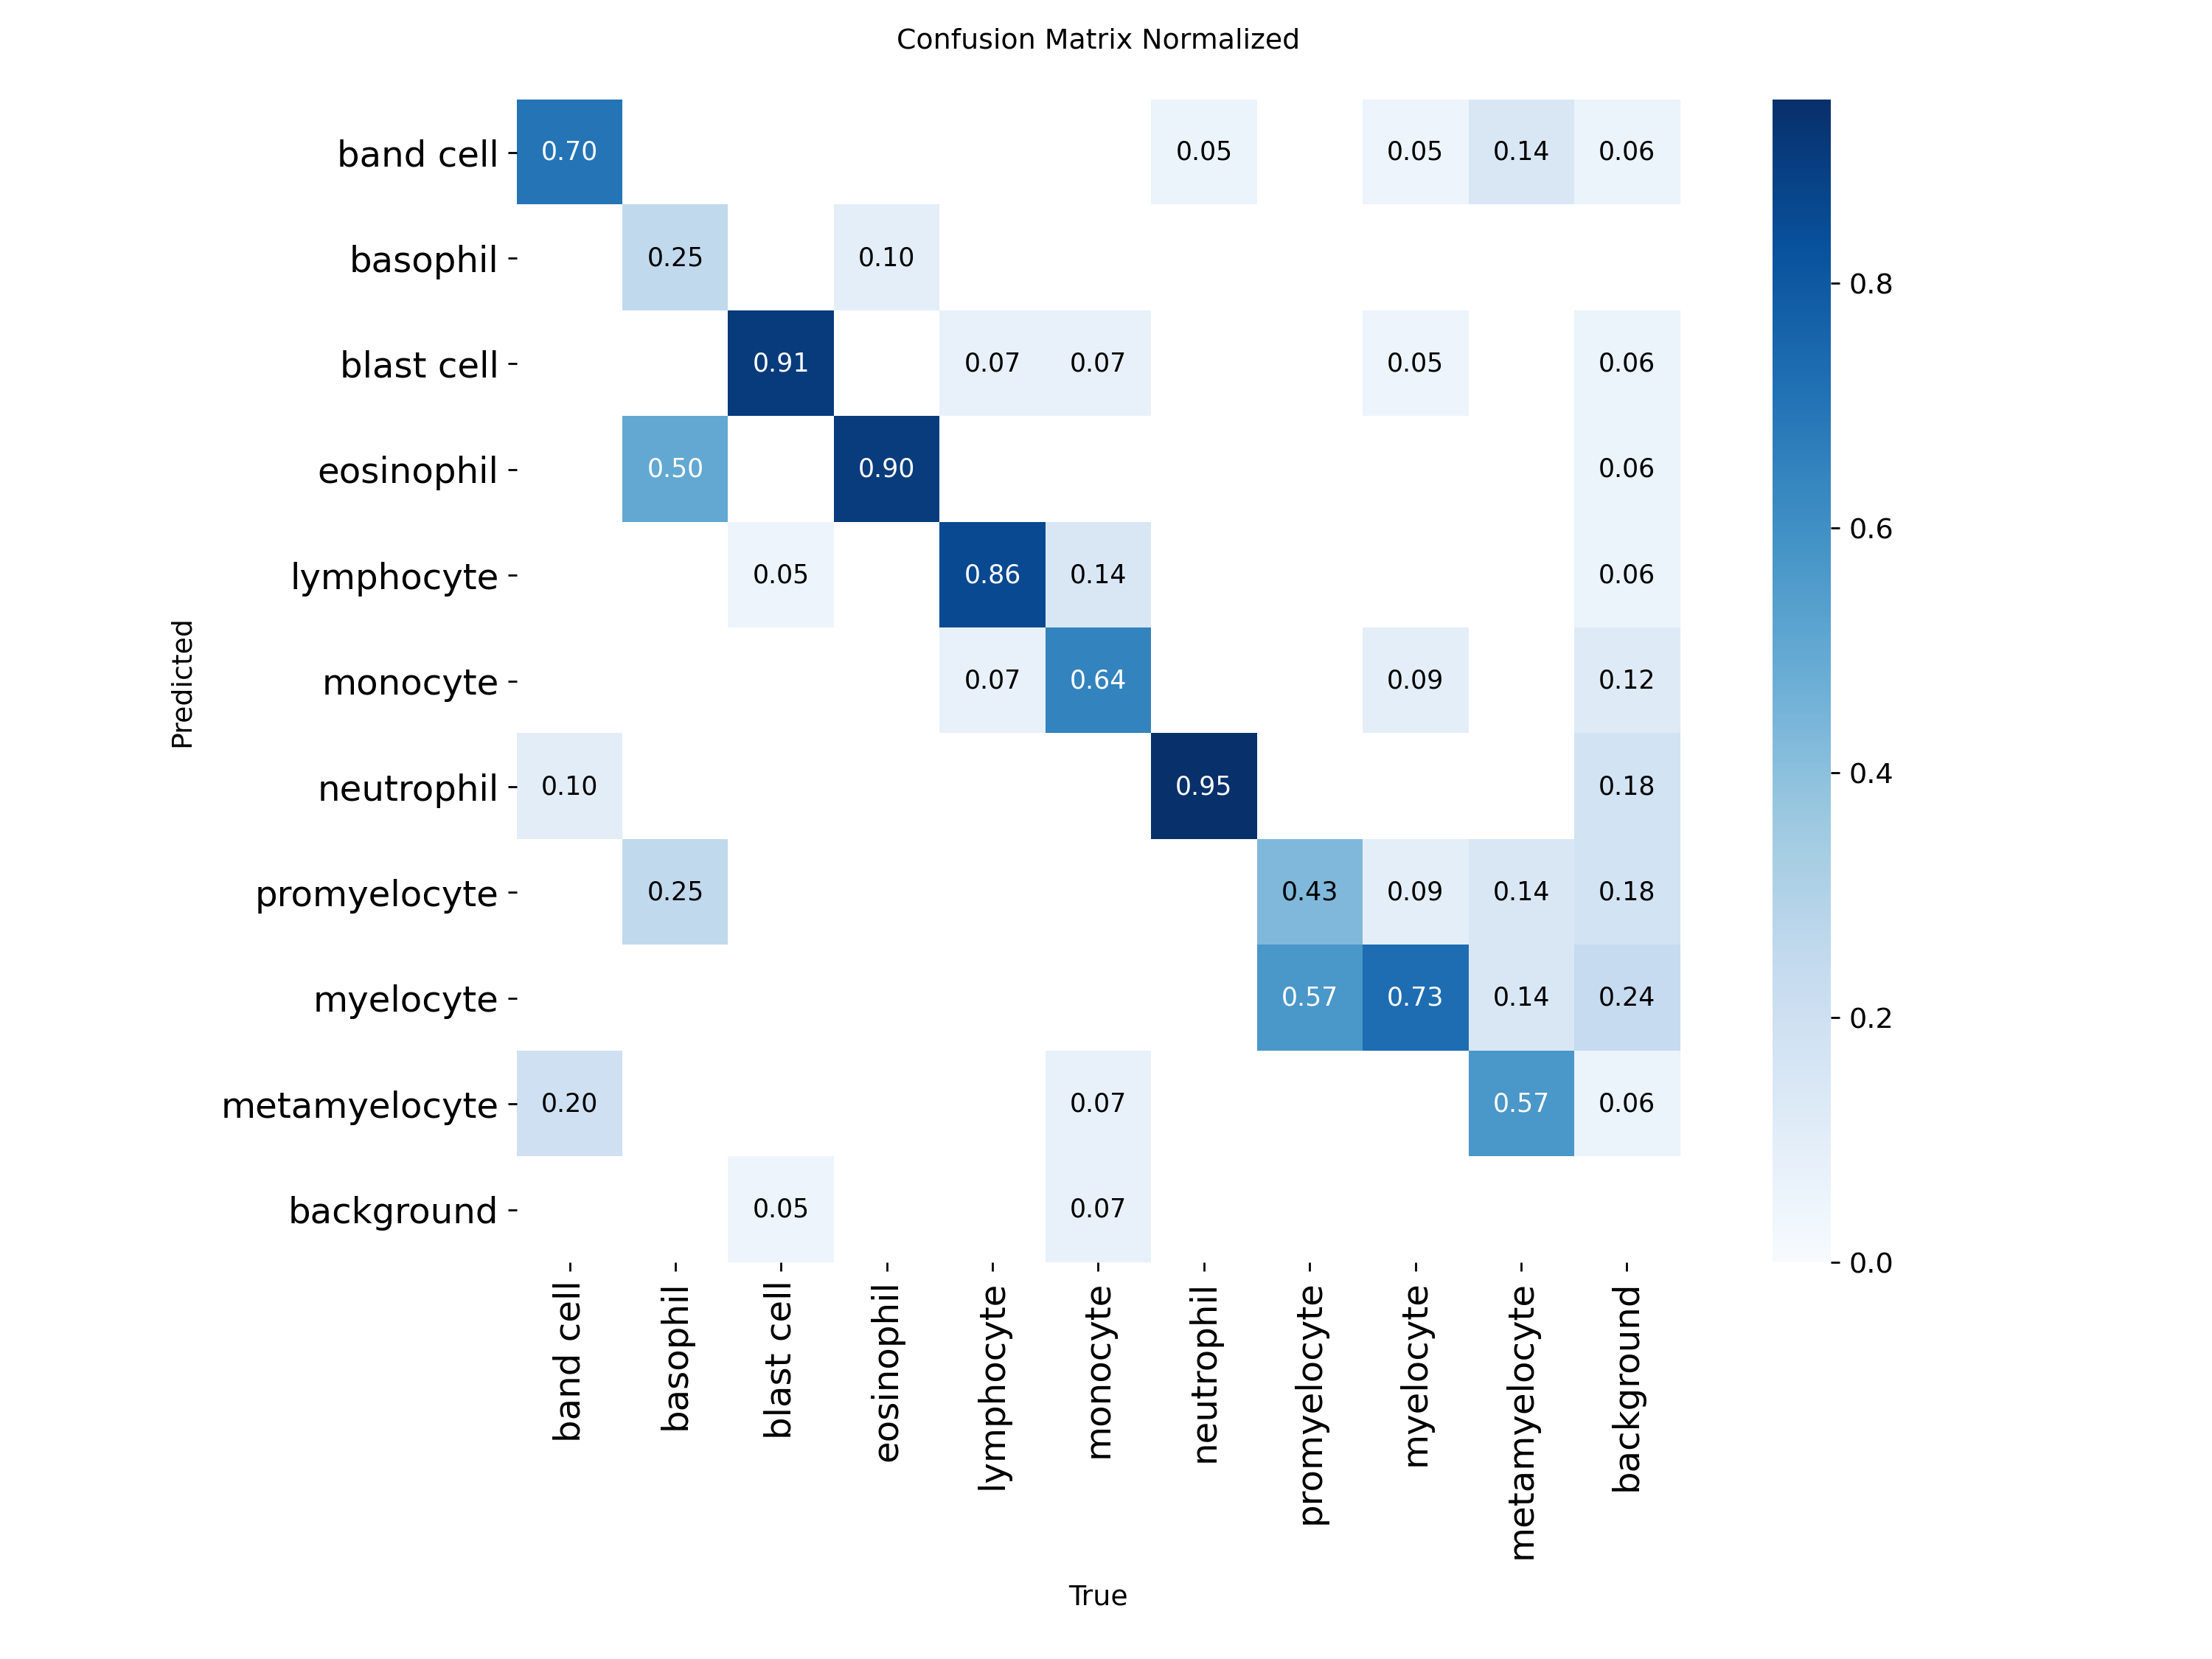 Confusion Matrix Normalized
band cell 0.70 0.05 0.05 0.14 0.06
basophil 0.25 0.10
blast cell 0.91 0.07 0.07 0.05 0.06
eosinophil 0.50 0.90 0.06
lymphocyte 0.05 0.86 0.14 0.06
monocyte 0.07 0.64 0.09 0.12
neutrophil 0.10 0.95 0.18
promyelocyte 0.25 0.43 0.09 0.14 0.18
myelocyte 0.57 0.73 0.14 0.24
metamyelocyte 0.20 0.07 0.57 0.06
background 0.05 0.07
Predicted
band cell
basophil
blast cell
eosinophil
lymphocyte
monocyte
neutrophil
promyelocyte
myelocyte
metamyelocyte
background
True
0.8
0.6
0.4
0.2
0.0